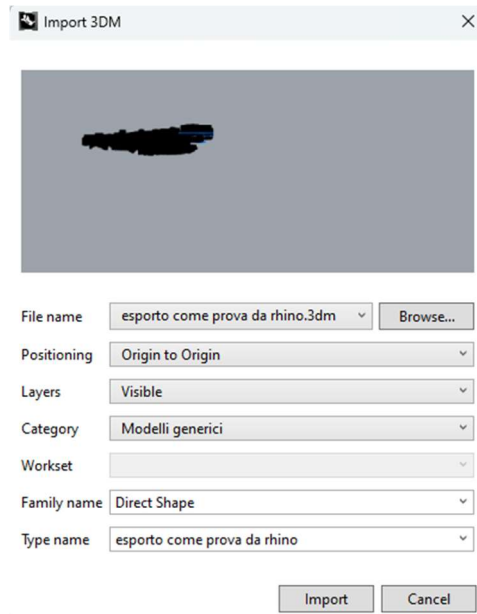 Import 3DM
File name esporto come prova da rhino.3dm Browse...
Positioning Origin to Origin
Layers Visible
Category Modelli generici
Workset
Family name Direct Shape
Type name esporto come prova da rhino
Import Cancel